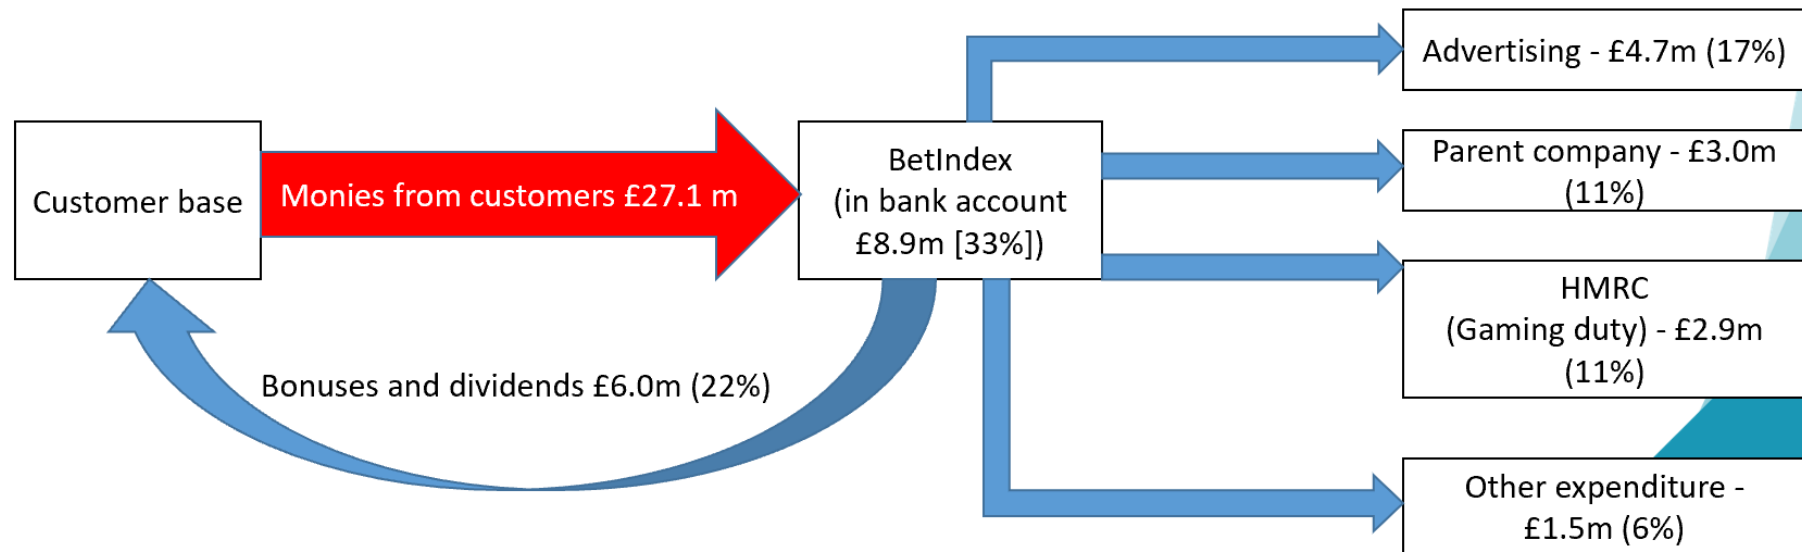 Customer base
Monies from customers £27.1 m
BetIndex
(in bank account
£8.9m [33%])
Bonuses and dividends £6.0m (22%)
Advertising - £4.7m (17%)
Parent company - £3.0m
(11%)
HMRC
(Gaming duty) - £2.9m
(11%)
Other expenditure -
£1.5m (6%)